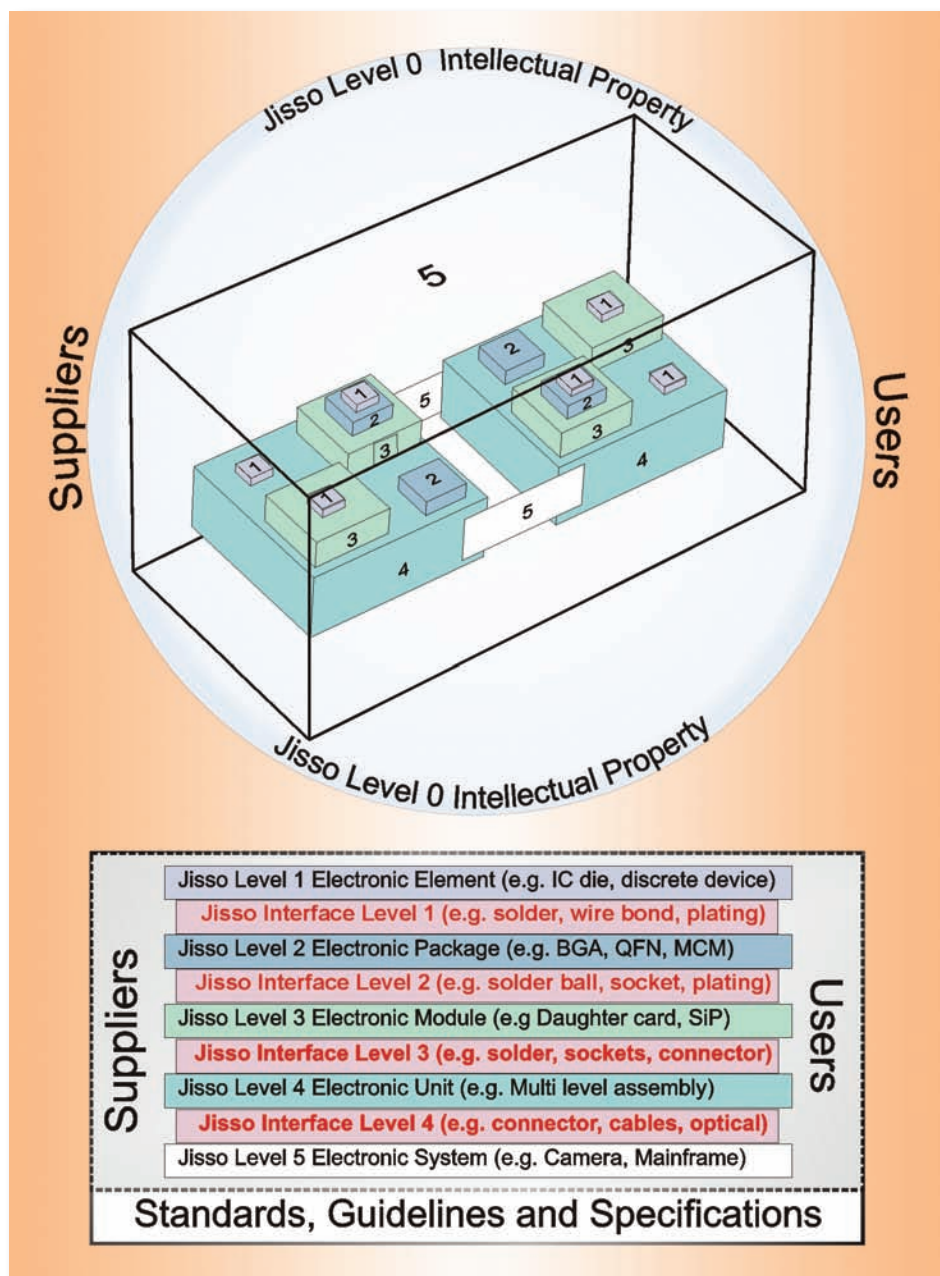 Jisso Level 0 Intellectual Property
Suppliers
Users
5
1
3
2
1
1
2
3
1
2
5
3
4
1
2
1
3
5
3
4
Jisso Level 0 Intellectual Property
Suppliers
Users
Jisso Level 1 Electronic Element (e.g. IC die, discrete device)
Jisso Interface Level 1 (e.g. solder, wire bond, plating)
Jisso Level 2 Electronic Package (e.g. BGA, QFN, MCM)
Jisso Interface Level 2 (e.g. solder ball, socket, plating)
Jisso Level 3 Electronic Module (e.g Daughter card, SiP)
Jisso Interface Level 3 (e.g. solder, sockets, connector)
Jisso Level 4 Electronic Unit (e.g. Multi level assembly)
Jisso Interface Level 4 (e.g. connector, cables, optical)
Jisso Level 5 Electronic System (e.g. Camera, Mainframe)
Standards, Guidelines and Specifications